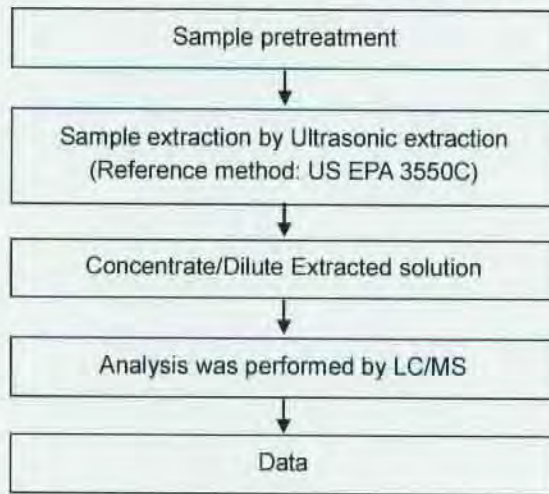 Sample pretreatment
Sample extraction by Ultrasonic extraction
(Reference method: US EPA 3550C)
Concentrate/Dilute Extracted solution
Analysis was performed by LC/MS
Data